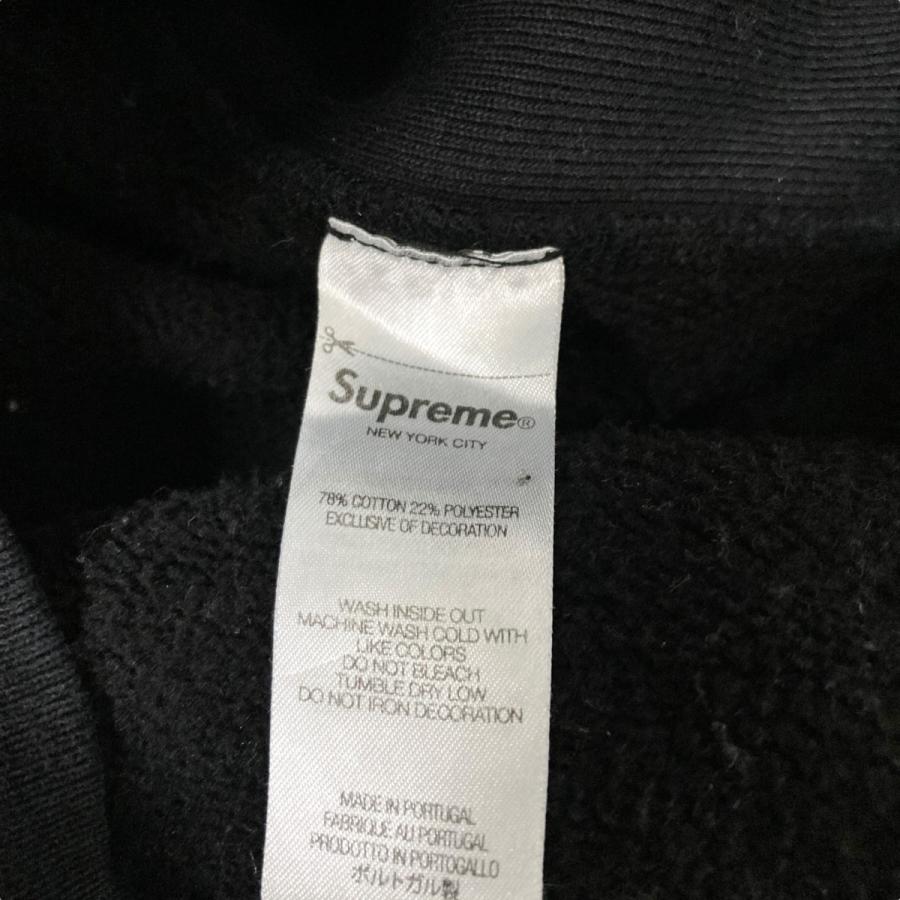 Supreme®
NEW YORK CITY
78% COTTON 22% POLYESTER
EXCLUSIVE OF DECORATION
WASH INSIDE OUT
MACHINE WASH COLD WITH
LIKE COLORS
DO NOT BLEACH
TUMBLE DRY LOW
DO NOT IRON DECORATION
MADE IN PORTUGAL
FABRIQUE AU PORTUGAL
PRODOTTO IN PORTOGALLO
ポルトガル製